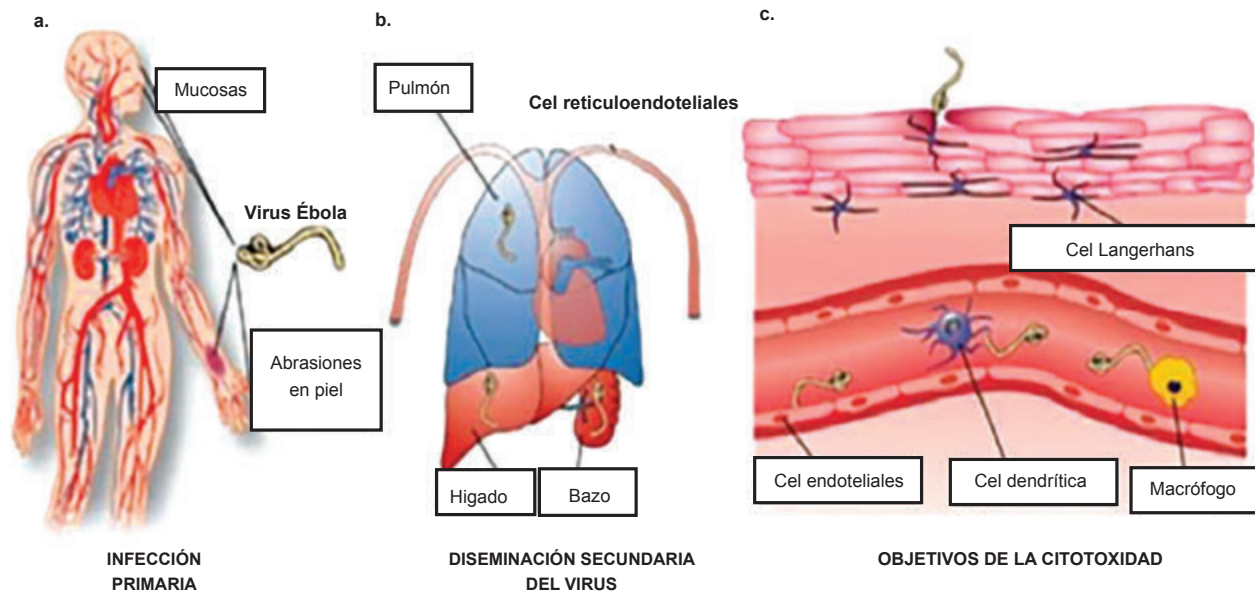 a.
Mucosas
Virus Ébola
Abrasiones
en piel
INFECCIÓN
PRIMARIA
b.
Pulmón
Cel reticuloendoteliales
Higado
Bazo
DISEMINACIÓN SECUNDARIA
DEL VIRUS
c.
Cel Langerhans
Cel endoteliales
Cel dendrítica
Macrófogo
OBJETIVOS DE LA CITOTOXIDAD